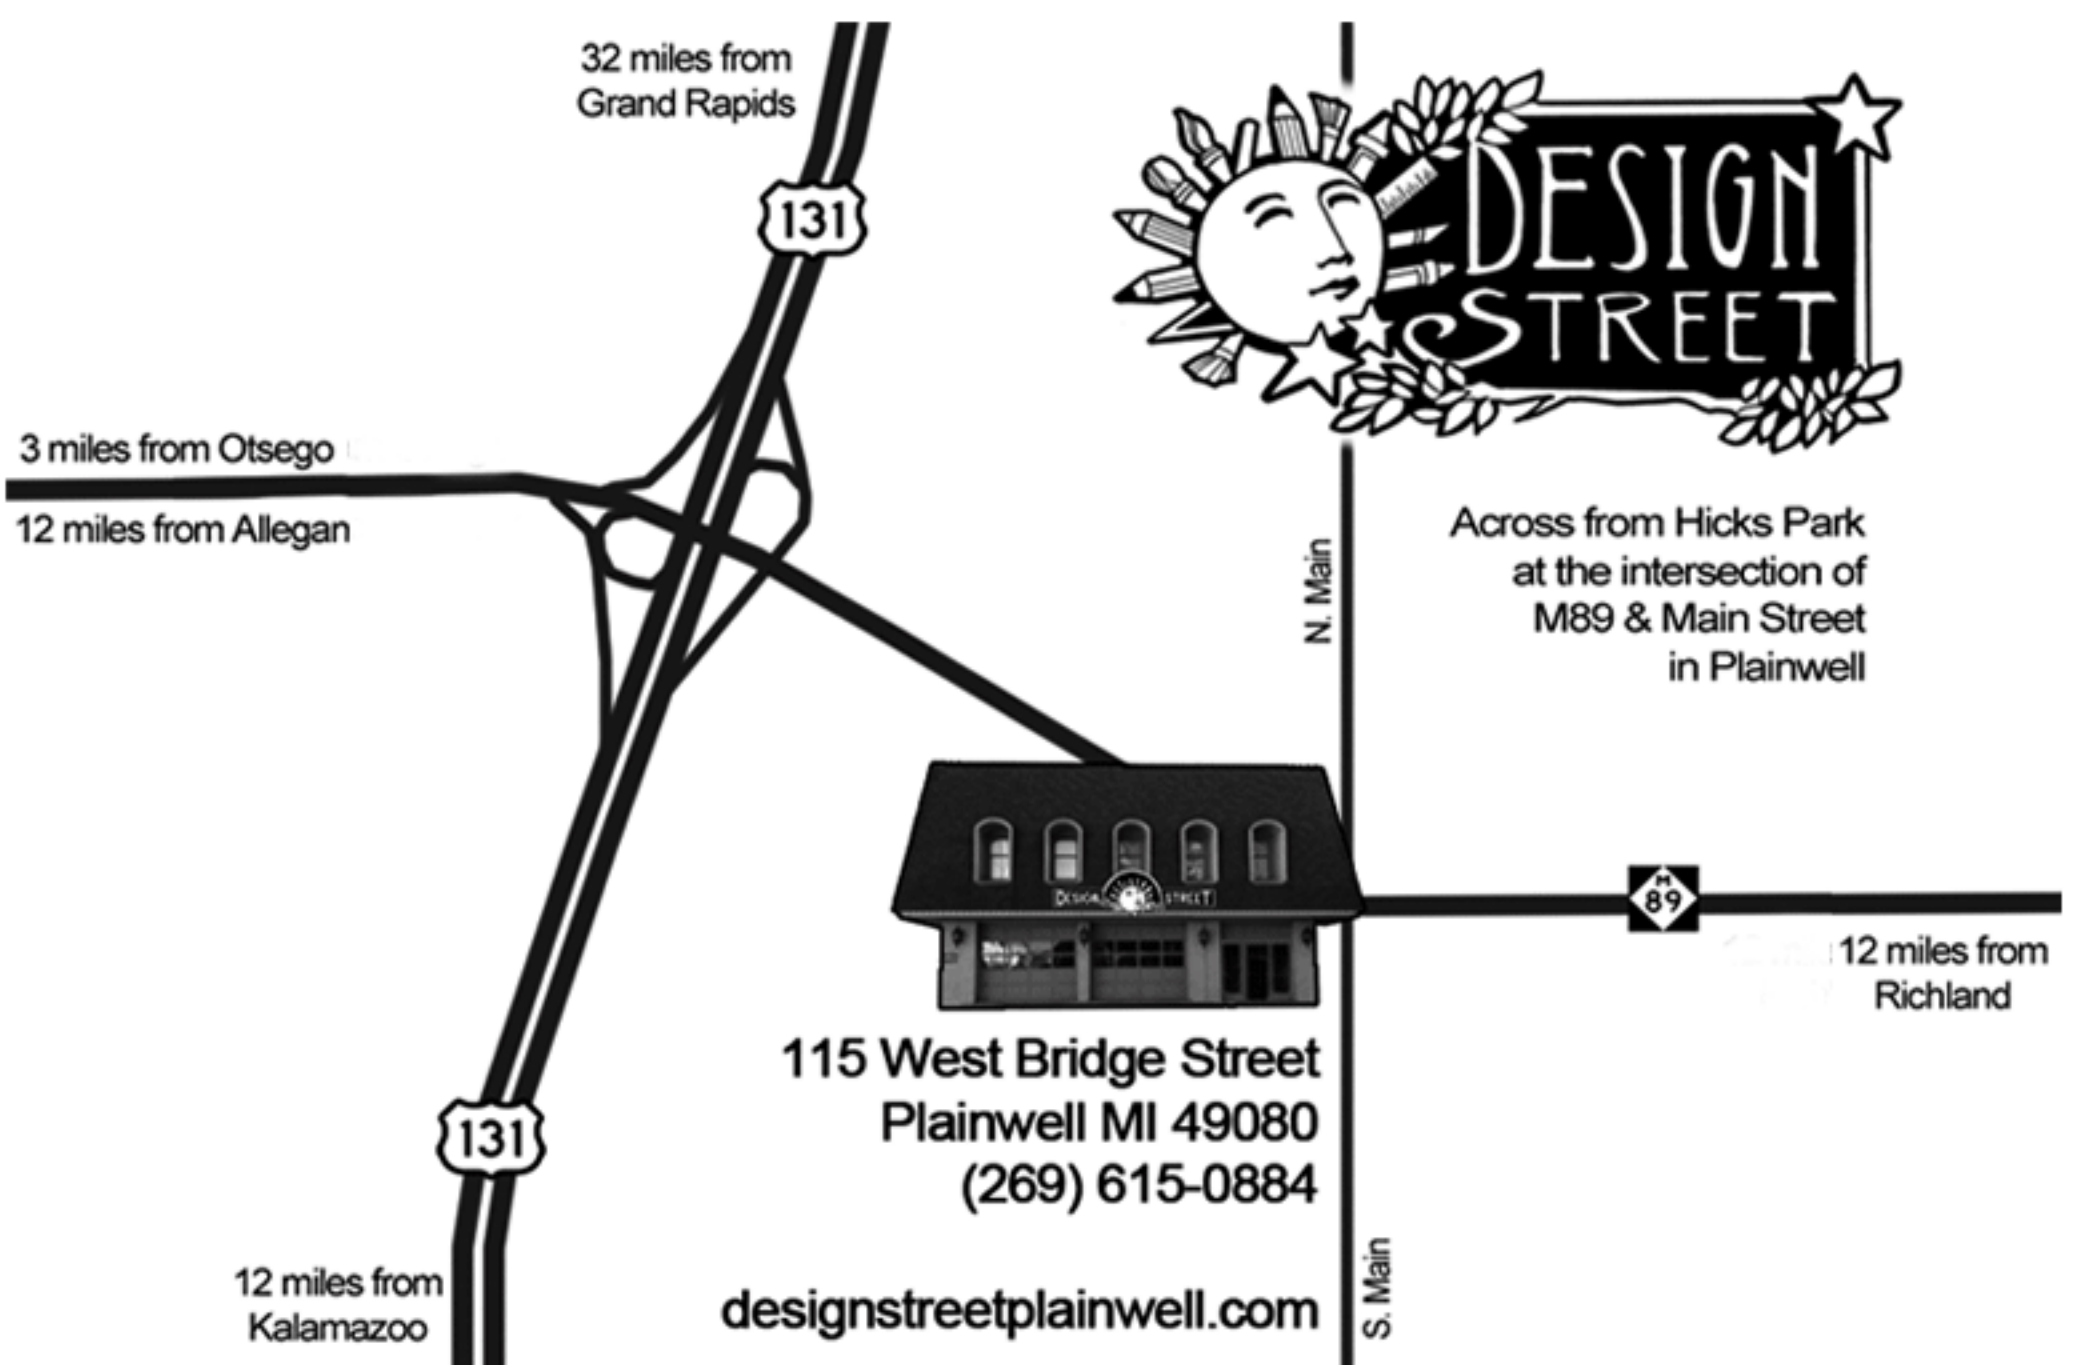 32 miles from
Grand Rapids
131
DESIGN
STREET
3 miles from Otsego
12 miles from Allegan
Across from Hicks Park
at the intersection of
M89 & Main Street
in Plainwell
N. Main
DESIGN STREET
M
89
12 miles from
Richland
115 West Bridge Street
Plainwell MI 49080
(269) 615-0884
131
12 miles from
Kalamazoo
designstreetplainwell.com
S. Main